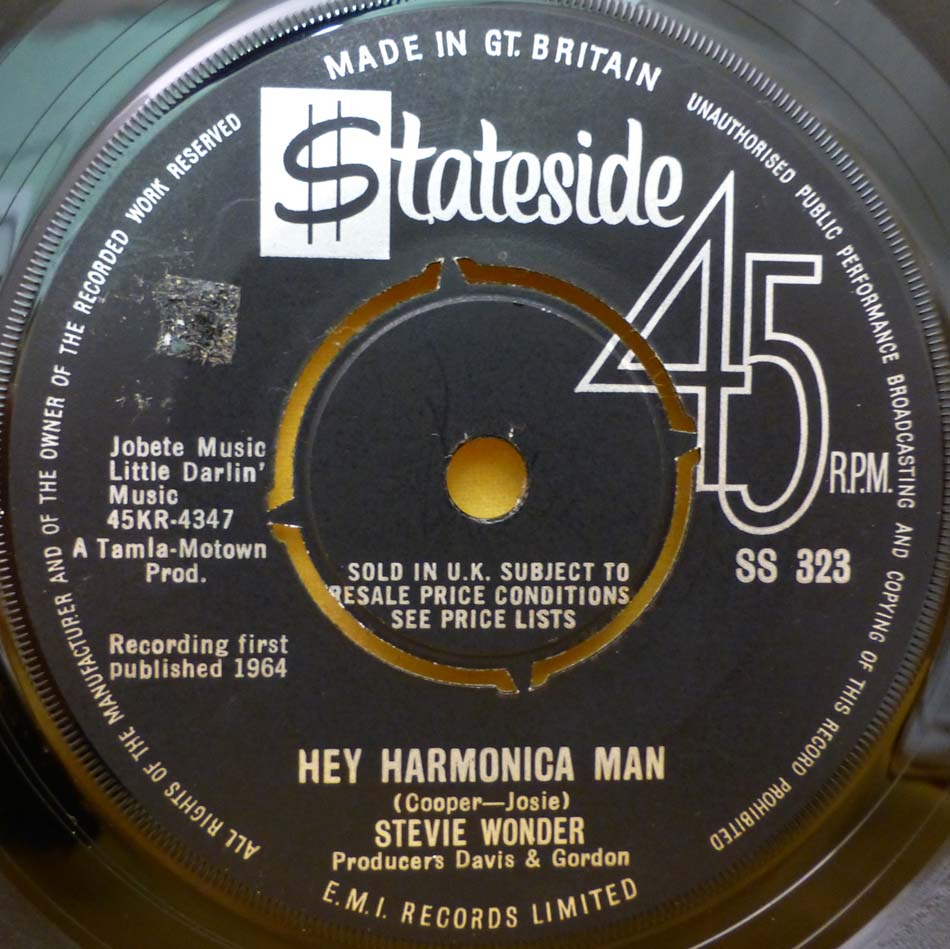 MADE IN GT. BRITAIN
$tateside
45
R.P.M.
SS 323
Jobete Music
Little Darlin'
Music
45KR-4347
A Tamla-Motown
Prod.
Recording first
published 1964
SOLD IN U.K. SUBJECT TO
RESALE PRICE CONDITIONS,
SEE PRICE LISTS
HEY HARMONICA MAN
(Cooper—Josie)
STEVIE WONDER
Producers Davis & Gordon
E.M.I. RECORDS LIMITED
ALL RIGHTS OF THE MANUFACTURER AND OF THE OWNER OF THE RECORDED WORK RESERVED
UNAUTHORISED PUBLIC PERFORMANCE BROADCASTING AND COPYING OF THIS RECORD PROHIBITED